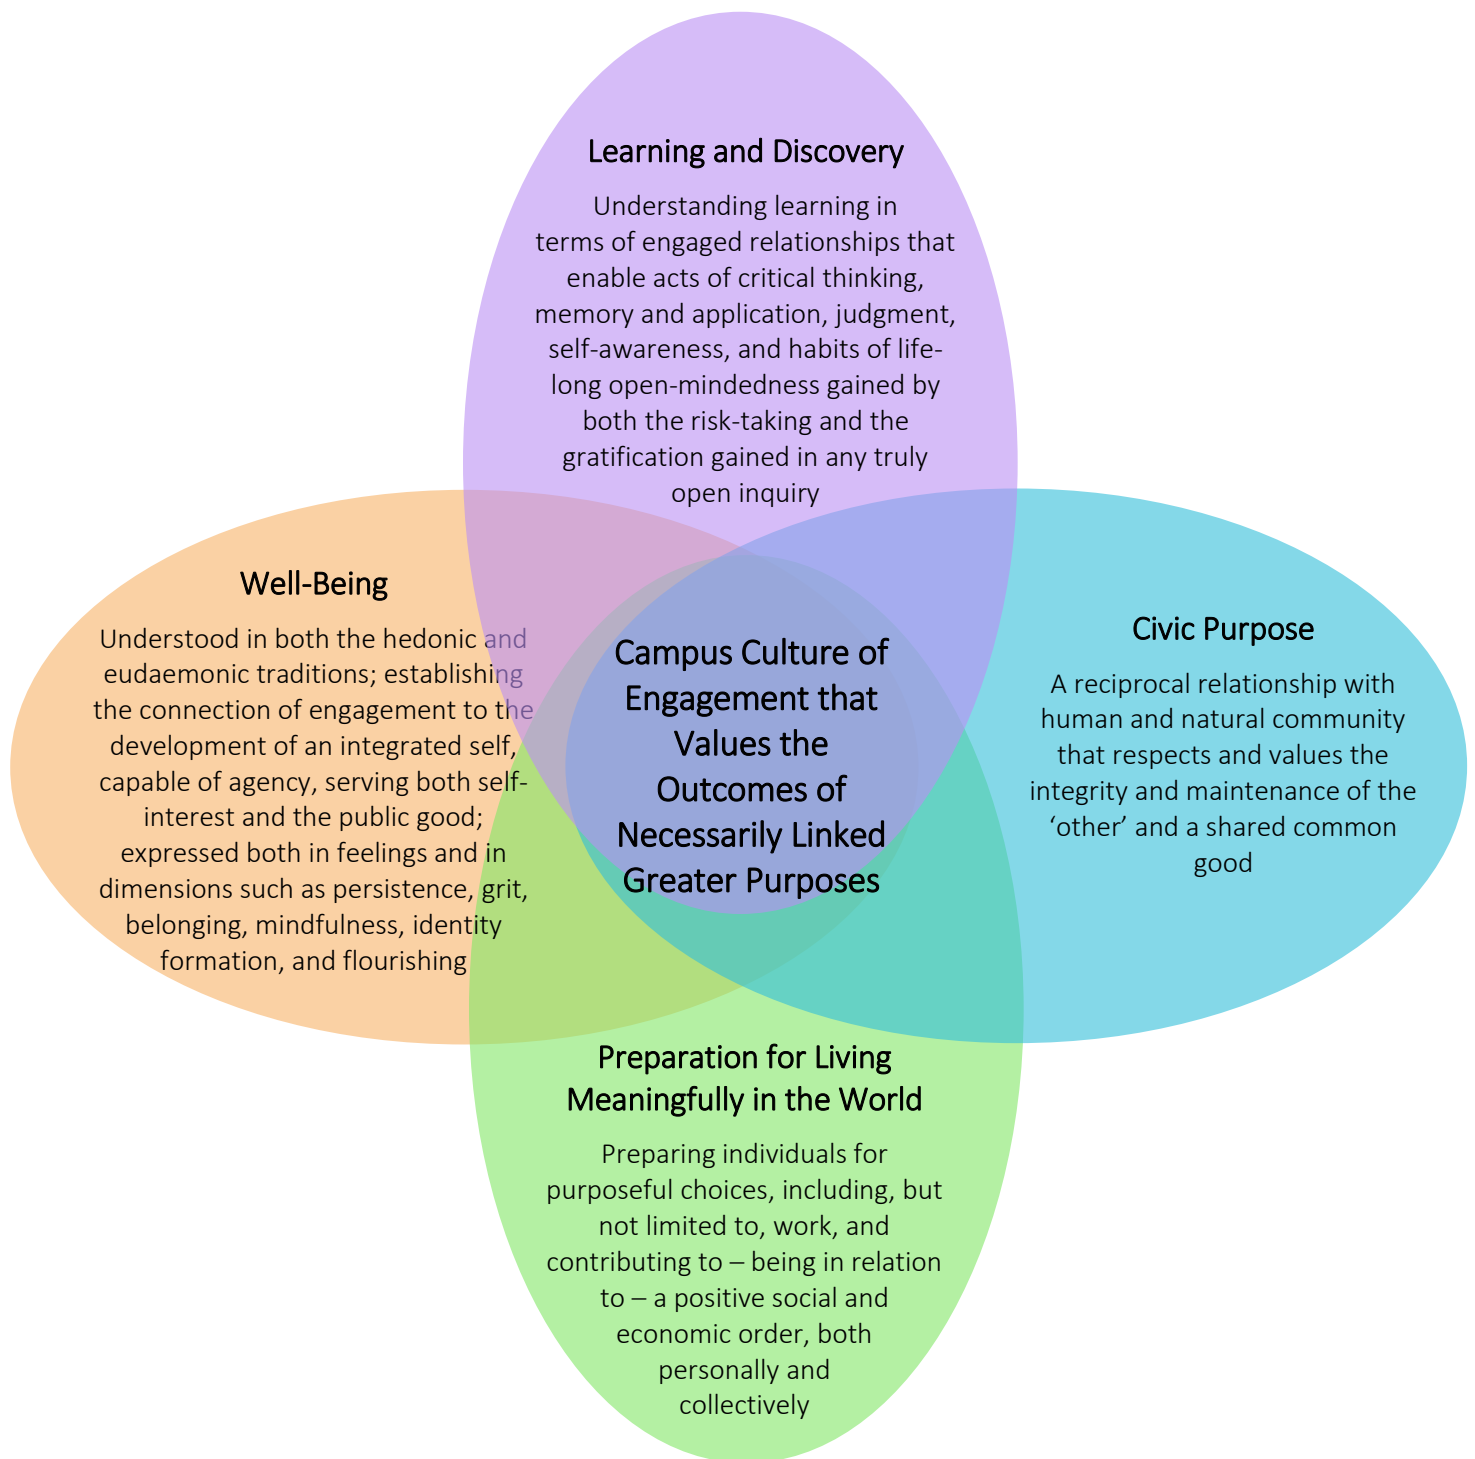 Learning and Discovery
Understanding learning in
terms of engaged relationships that
enable acts of critical thinking,
memory and application, judgment,
self-awareness, and habits of life-
long open-mindedness gained by
both the risk-taking and the
gratification gained in any truly
open inquiry
Well-Being
Understood in both the hedonic and
eudaemonic traditions; establishing
the connection of engagement to the
development of an integrated self,
capable of agency, serving both self-
interest and the public good;
expressed both in feelings and in
dimensions such as persistence, grit,
belonging, mindfulness, identity
formation, and flourishing
Campus Culture of
Engagement that
Values the
Outcomes of
Necessarily Linked
Greater Purposes
Civic Purpose
A reciprocal relationship with
human and natural community
that respects and values the
integrity and maintenance of the
‘other’ and a shared common
good
Preparation for Living
Meaningfully in the World
Preparing individuals for
purposeful choices, including, but
not limited to, work, and
contributing to – being in relation
to – a positive social and
economic order, both
personally and
collectively